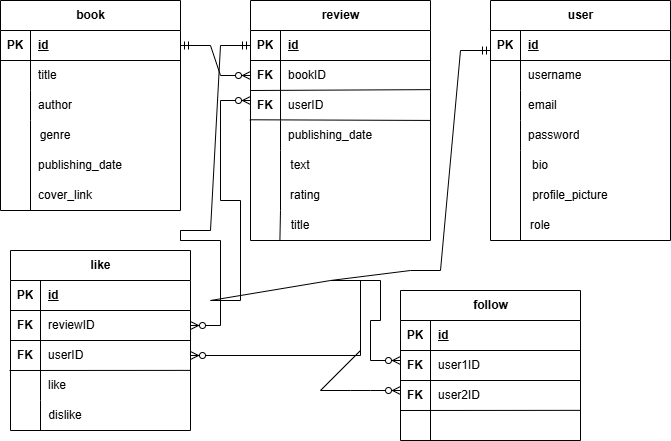 book
PK id
title
author
genre
publishing_date
cover_link
review
PK id
FK bookID
FK userID
publishing_date
text
rating
title
user
PK id
username
email
password
bio
profile_picture
role
like
PK id
FK reviewID
FK userID
like
dislike
follow
PK id
FK user1ID
FK user2ID